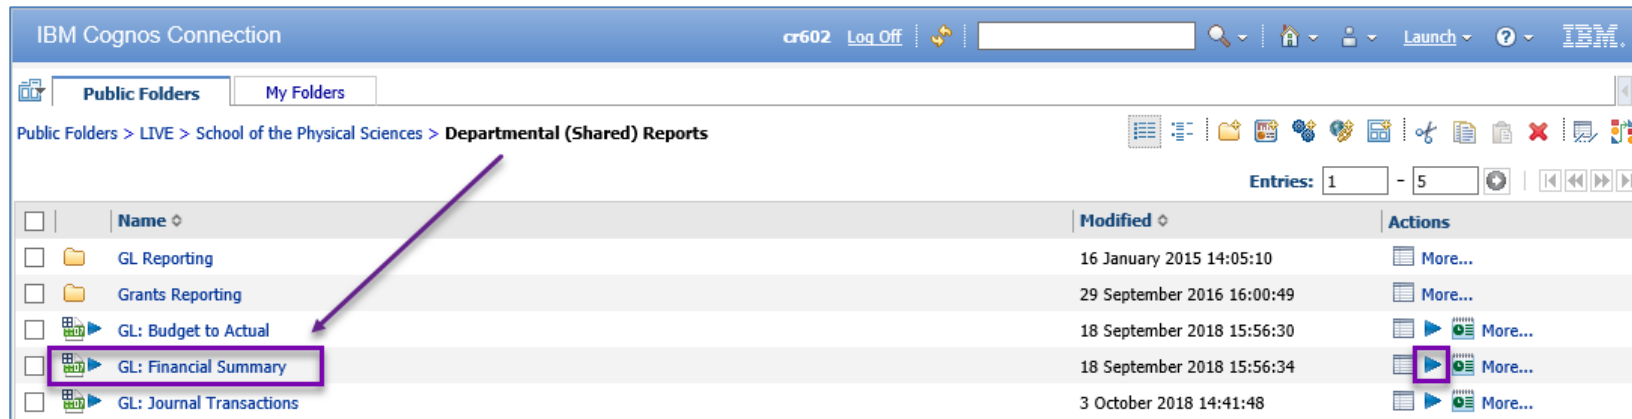 IBM Cognos Connection cr602 Log Off Launch IBM.
Public Folders My Folders
Public Folders > LIVE > School of the Physical Sciences > Departmental (Shared) Reports
Entries: 1 - 5
Name Modified Actions
GL Reporting 16 January 2015 14:05:10 More...
Grants Reporting 29 September 2016 16:00:49 More...
GL: Budget to Actual 18 September 2018 15:56:30 More...
GL: Financial Summary 18 September 2018 15:56:34 More...
GL: Journal Transactions 3 October 2018 14:41:48 More...